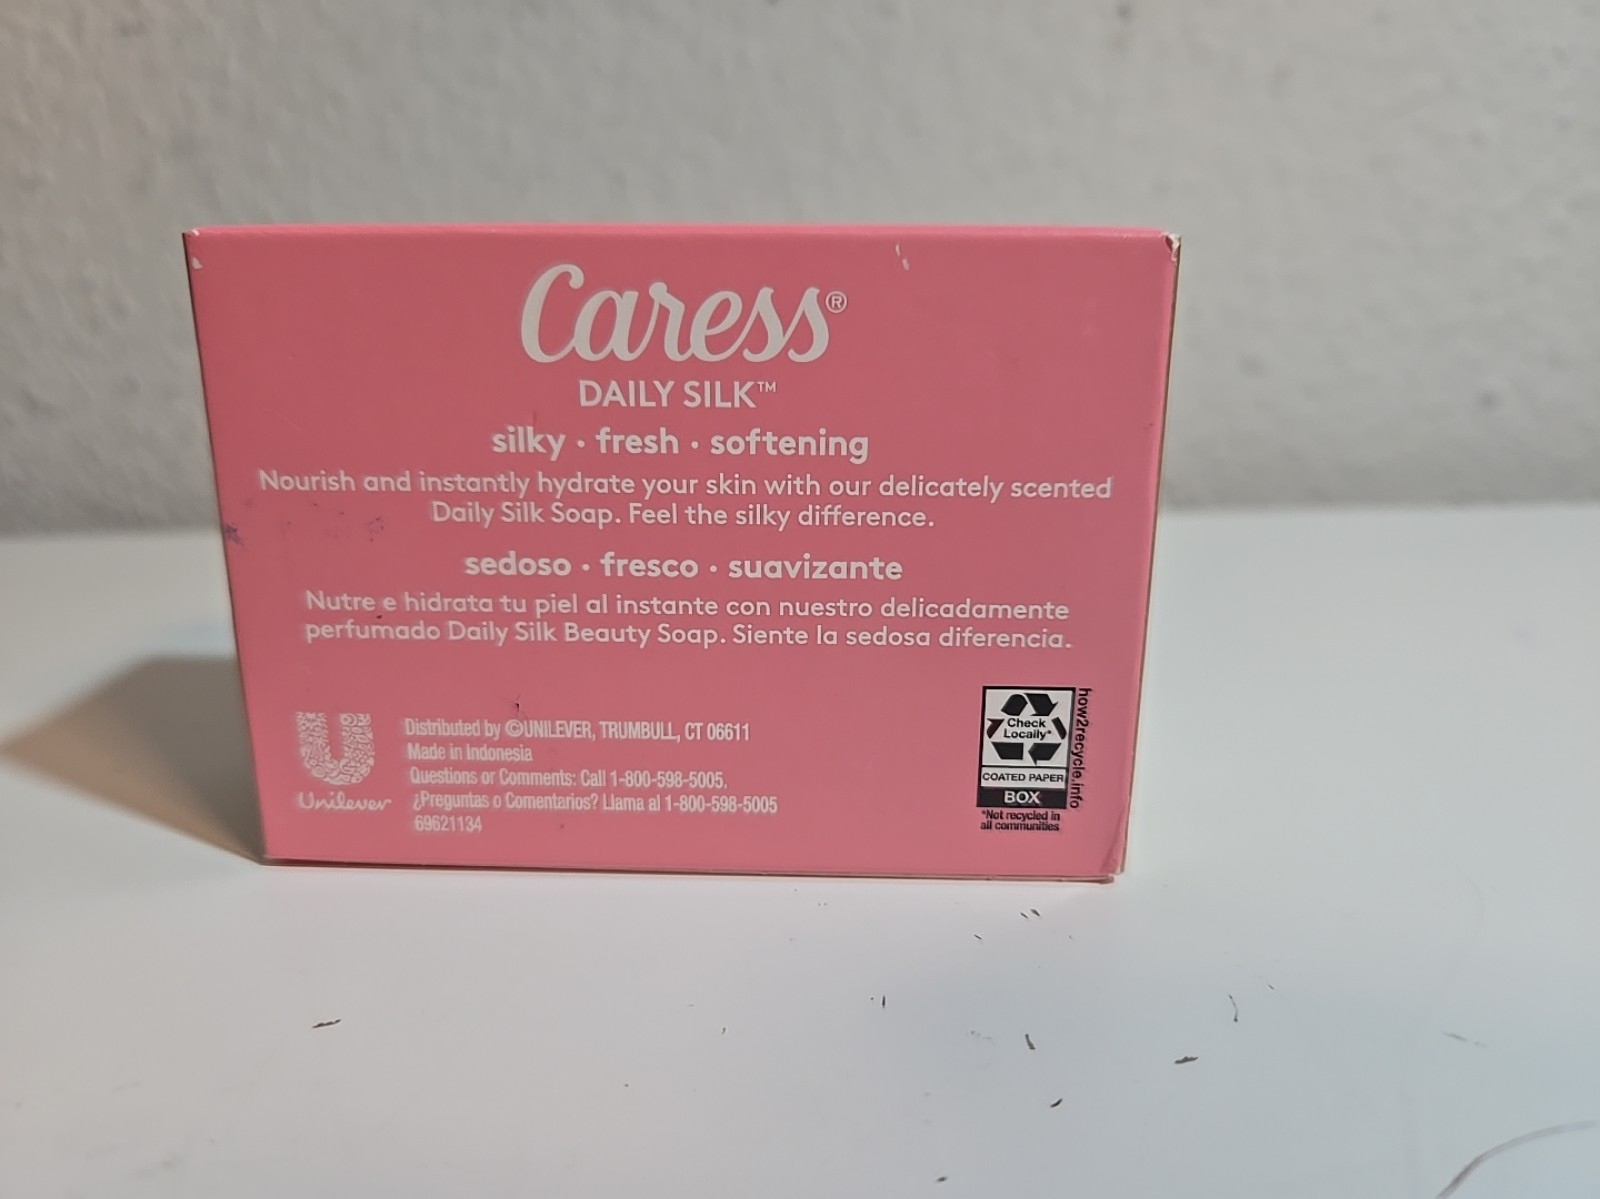 Caress®
DAILY SILK™
silky • fresh • softening
Nourish and instantly hydrate your skin with our delicately scented
Daily Silk Soap. Feel the silky difference.
sedoso • fresco • suavizante
Nutre e hidrata tu piel al instante con nuestro delicadamente
perfumado Daily Silk Beauty Soap. Siente la sedosa diferencia.
Unilever
Distributed by ©UNILEVER, TRUMBULL, CT 06611
Made in Indonesia
Questions or Comments: Call 1-800-598-5005.
¿Preguntas o Comentarios? Llama al 1-800-598-5005
69621134
Check
Locally*
COATED PAPER
BOX
*Not recycled in
all communities
how2recycle.info